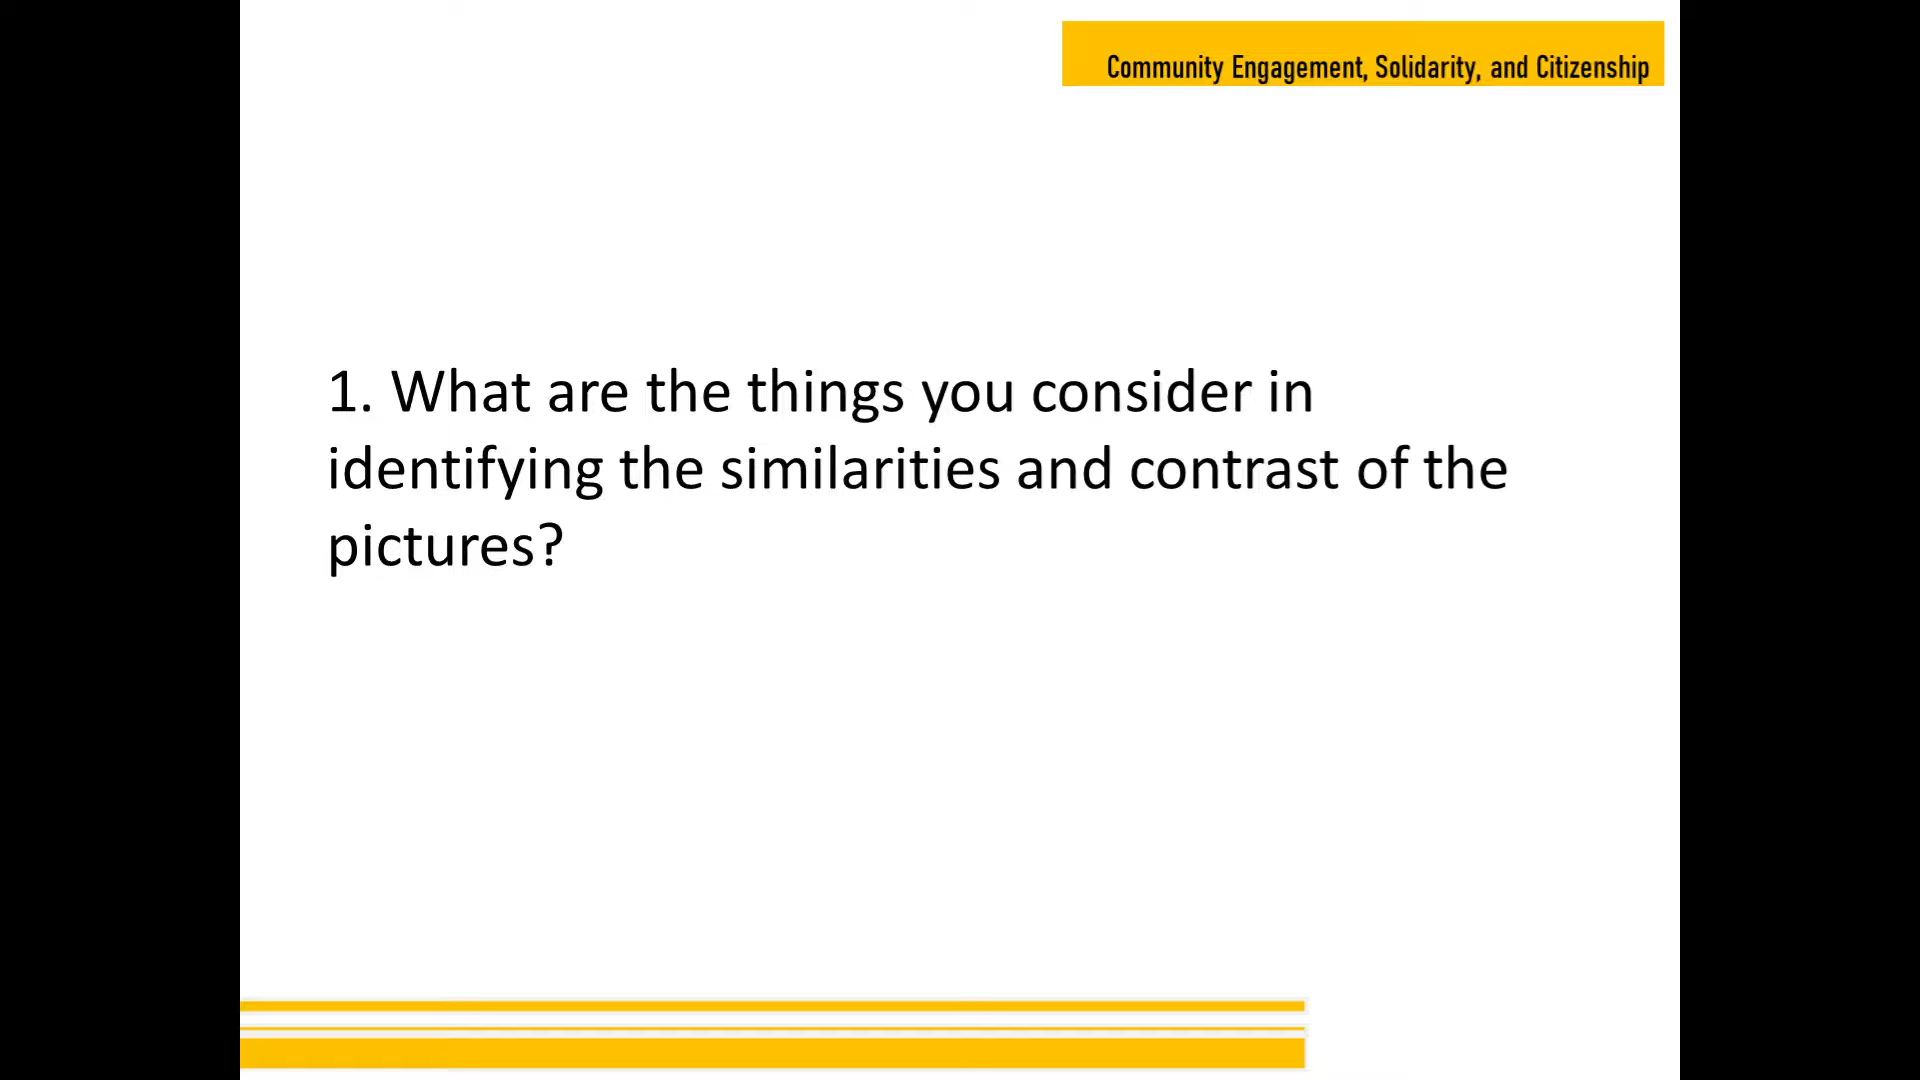 Community Engagement, Solidarity, and Citizenship
1. What are the things you consider in
identifying the similarities and contrast of the
pictures?